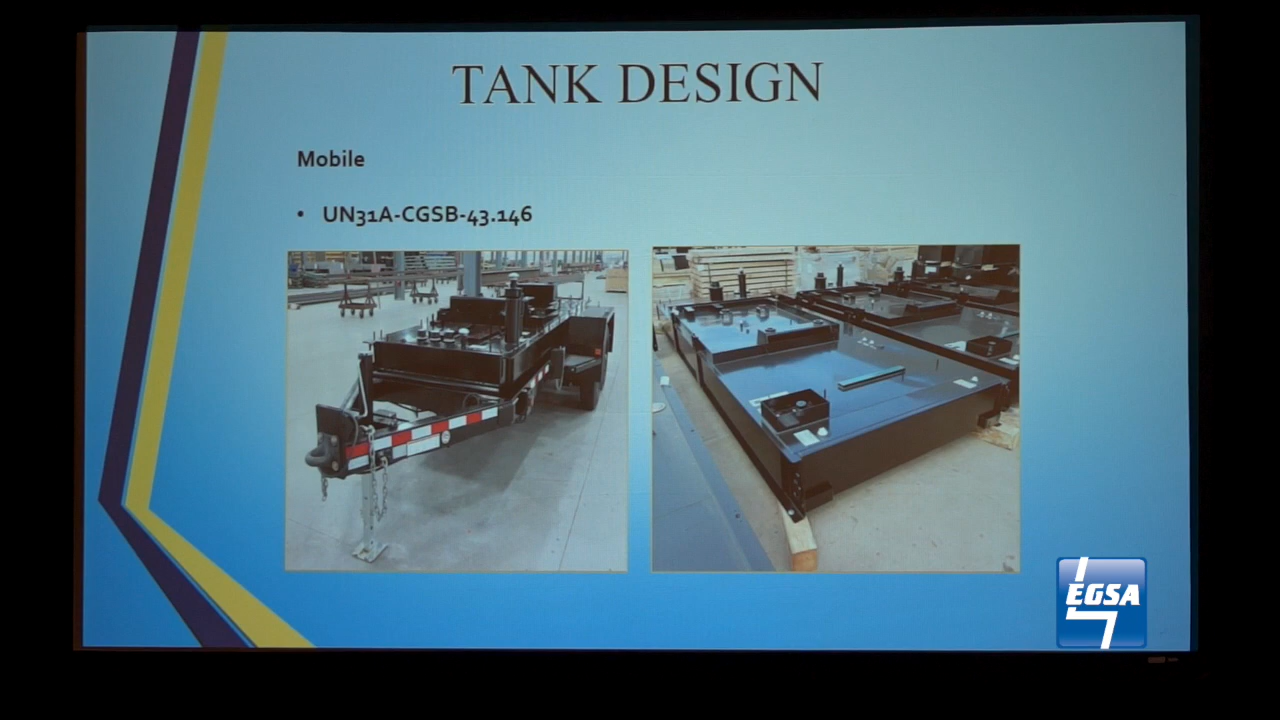 TANK DESIGN
Mobile
• UN31A-CGSB-43.146
EGSA